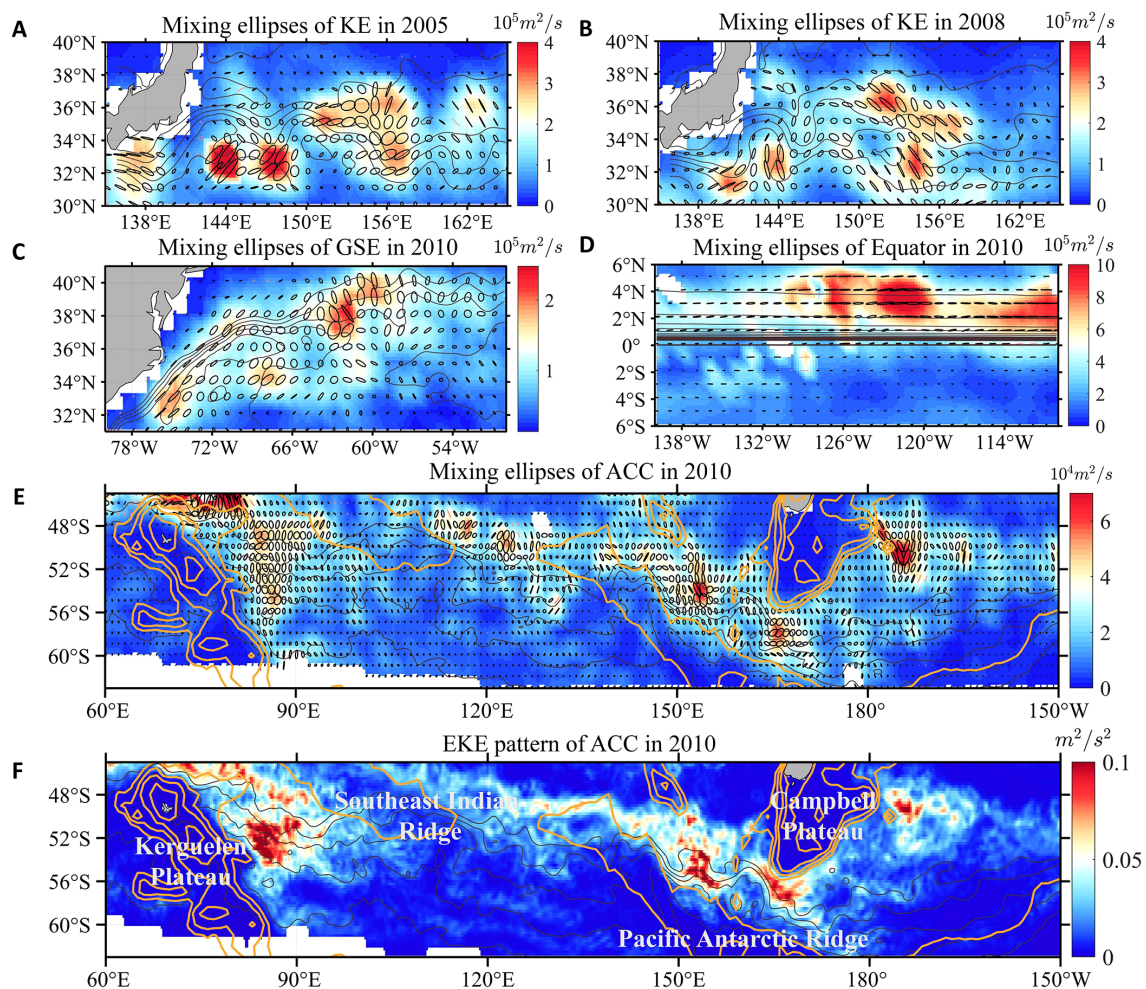 A
Mixing ellipses of KE in 2005
10⁵m²/s
40°N
38°N
36°N
34°N
32°N
30°N
138°E
144°E
150°E
156°E
162°E
4
3
2
1
0
B
Mixing ellipses of KE in 2008
10⁵m²/s
40°N
38°N
36°N
34°N
32°N
30°N
138°E
144°E
150°E
156°E
162°E
4
3
2
1
0
C
Mixing ellipses of GSE in 2010
10⁵m²/s
40°N
38°N
36°N
34°N
32°N
78°W
72°W
66°W
60°W
54°W
2
1
D
Mixing ellipses of Equator in 2010
10⁵m²/s
6°N
4°N
2°N
0°
2°S
4°S
6°S
138°W
132°W
126°W
120°W
114°W
10
8
6
4
2
0
E
Mixing ellipses of ACC in 2010
10⁴m²/s
48°S
52°S
56°S
60°S
60°E
90°E
120°E
150°E
180°
150°W
6
4
2
0
F
EKE pattern of ACC in 2010
m²/s²
48°S
52°S
56°S
60°S
Southeast Indian
Ridge
Campbell
Plateau
Kerguelen
Plateau
Pacific Antarctic Ridge
60°E
90°E
120°E
150°E
180°
150°W
0.1
0.05
0